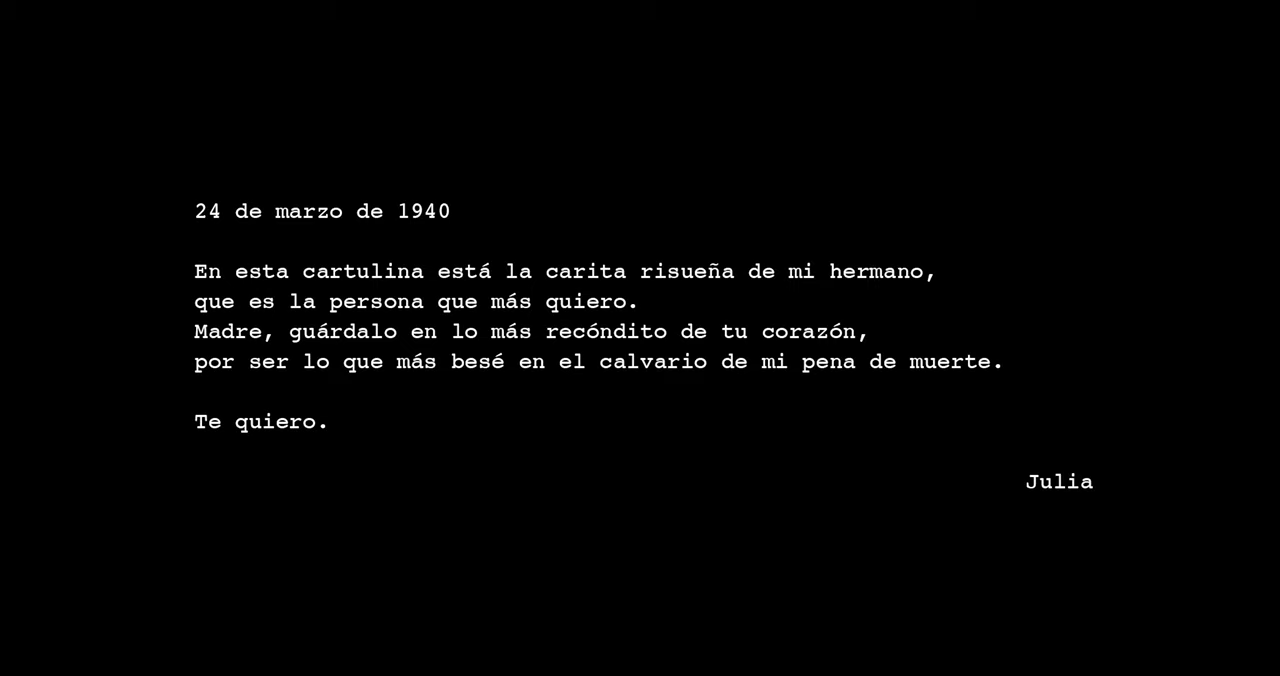 24 de marzo de 1940
En esta cartulina está la carita risueña de mi hermano,
que es la persona que más quiero.
Madre, guárdalo en lo más recóndito de tu corazón,
por ser lo que más besé en el calvario de mi pena de muerte.
Te quiero.
Julia